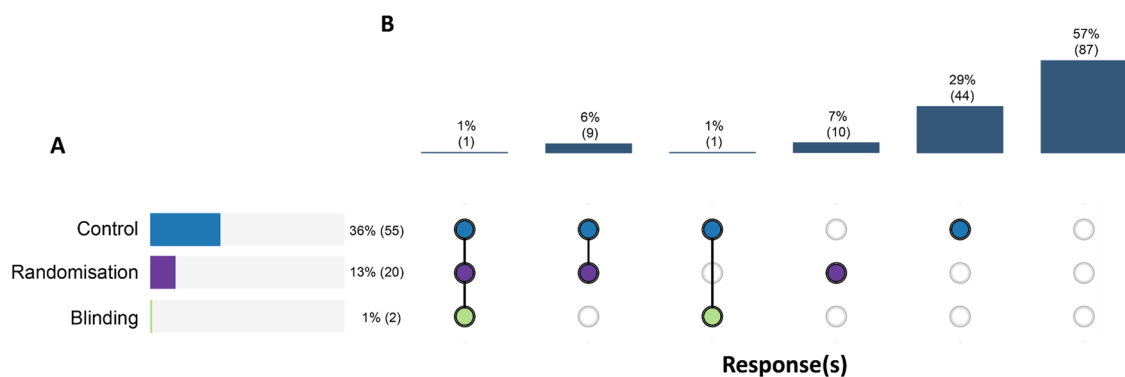 B
57%
(87)
29%
(44)
1%
(1)
6%
(9)
1%
(1)
7%
(10)
A
Control
36% (55)
Randomisation
13% (20)
Blinding
1% (2)
Response(s)